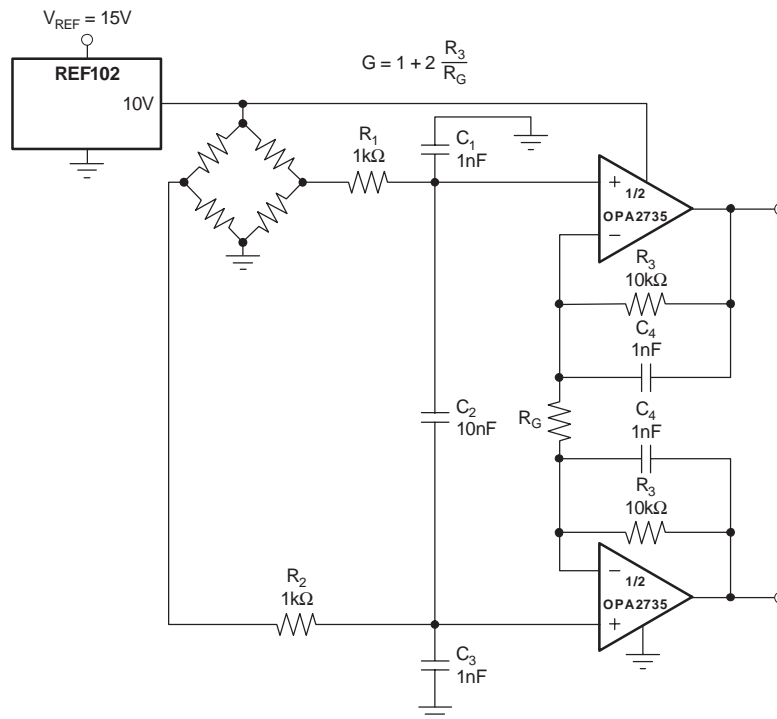 V_REF = 15V
REF102
10V
G = 1 + 2 R_3/R_G
R_1
1kΩ
C_1
1nF
+
1/2
OPA2735
−
R_3
10kΩ
C_4
1nF
C_2
10nF
R_G
C_4
1nF
R_3
10kΩ
R_2
1kΩ
−
1/2
OPA2735
+
C_3
1nF